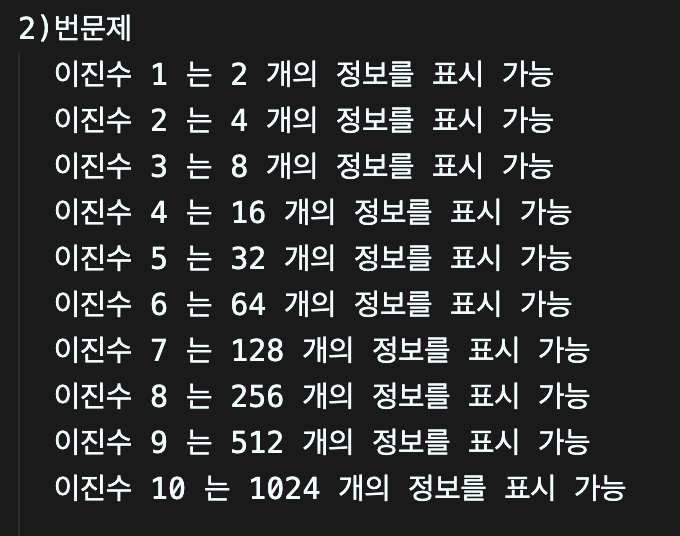 2)번문제
이진수 1 는 2 개의 정보를 표시 가능
이진수 2 는 4 개의 정보를 표시 가능
이진수 3 는 8 개의 정보를 표시 가능
이진수 4 는 16 개의 정보를 표시 가능
이진수 5 는 32 개의 정보를 표시 가능
이진수 6 는 64 개의 정보를 표시 가능
이진수 7 는 128 개의 정보를 표시 가능
이진수 8 는 256 개의 정보를 표시 가능
이진수 9 는 512 개의 정보를 표시 가능
이진수 10 는 1024 개의 정보를 표시 가능